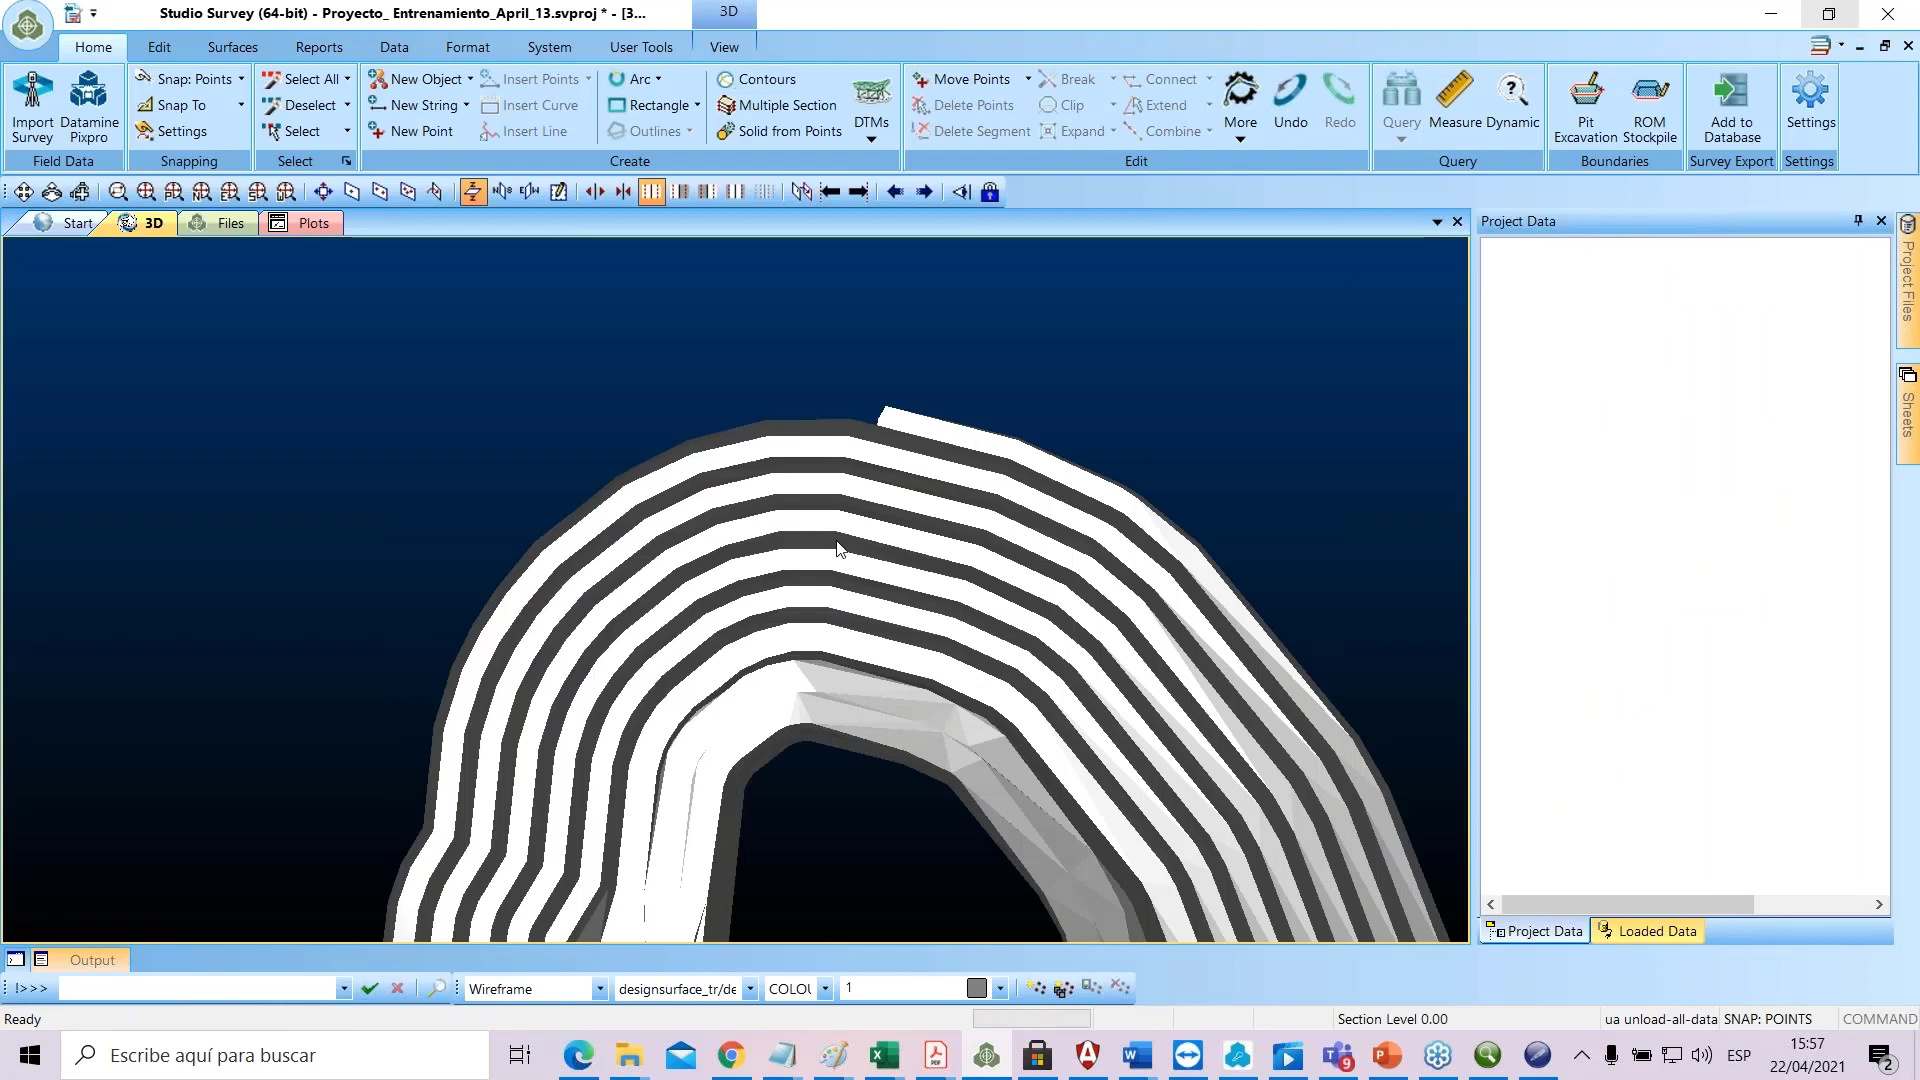 Studio Survey (64-bit) - Proyecto_ Entrenamiento_April_13.svproj * - [3...
3D
Home Edit Surfaces Reports Data Format System User Tools View
Import Survey
Datamine Pixpro
Field Data
Snap: Points
Snap To
Settings
Snapping
Select All
Deselect
Select
Select
New Object
New String
New Point
Insert Points
Insert Curve
Insert Line
Arc
Rectangle
Outlines
Contours
Multiple Section
Solid from Points
DTMs
Create
Move Points
Delete Points
Delete Segment
Break
Clip
Expand
Connect
Extend
Combine
More
Undo
Redo
Edit
Query
Measure
Dynamic
Query
Pit Excavation
ROM Stockpile
Boundaries
Add to Database
Survey Export
Settings
Settings
Start 3D Files Plots
Project Data
Project Files
Sheets
Project Data Loaded Data
Output
!>>> Wireframe designsurface_tr/de COLOU 1
Ready Section Level 0.00 ua unload-all-data SNAP: POINTS COMMAND
Escribe aquí para buscar
9
ESP
15:57
22/04/2021
2